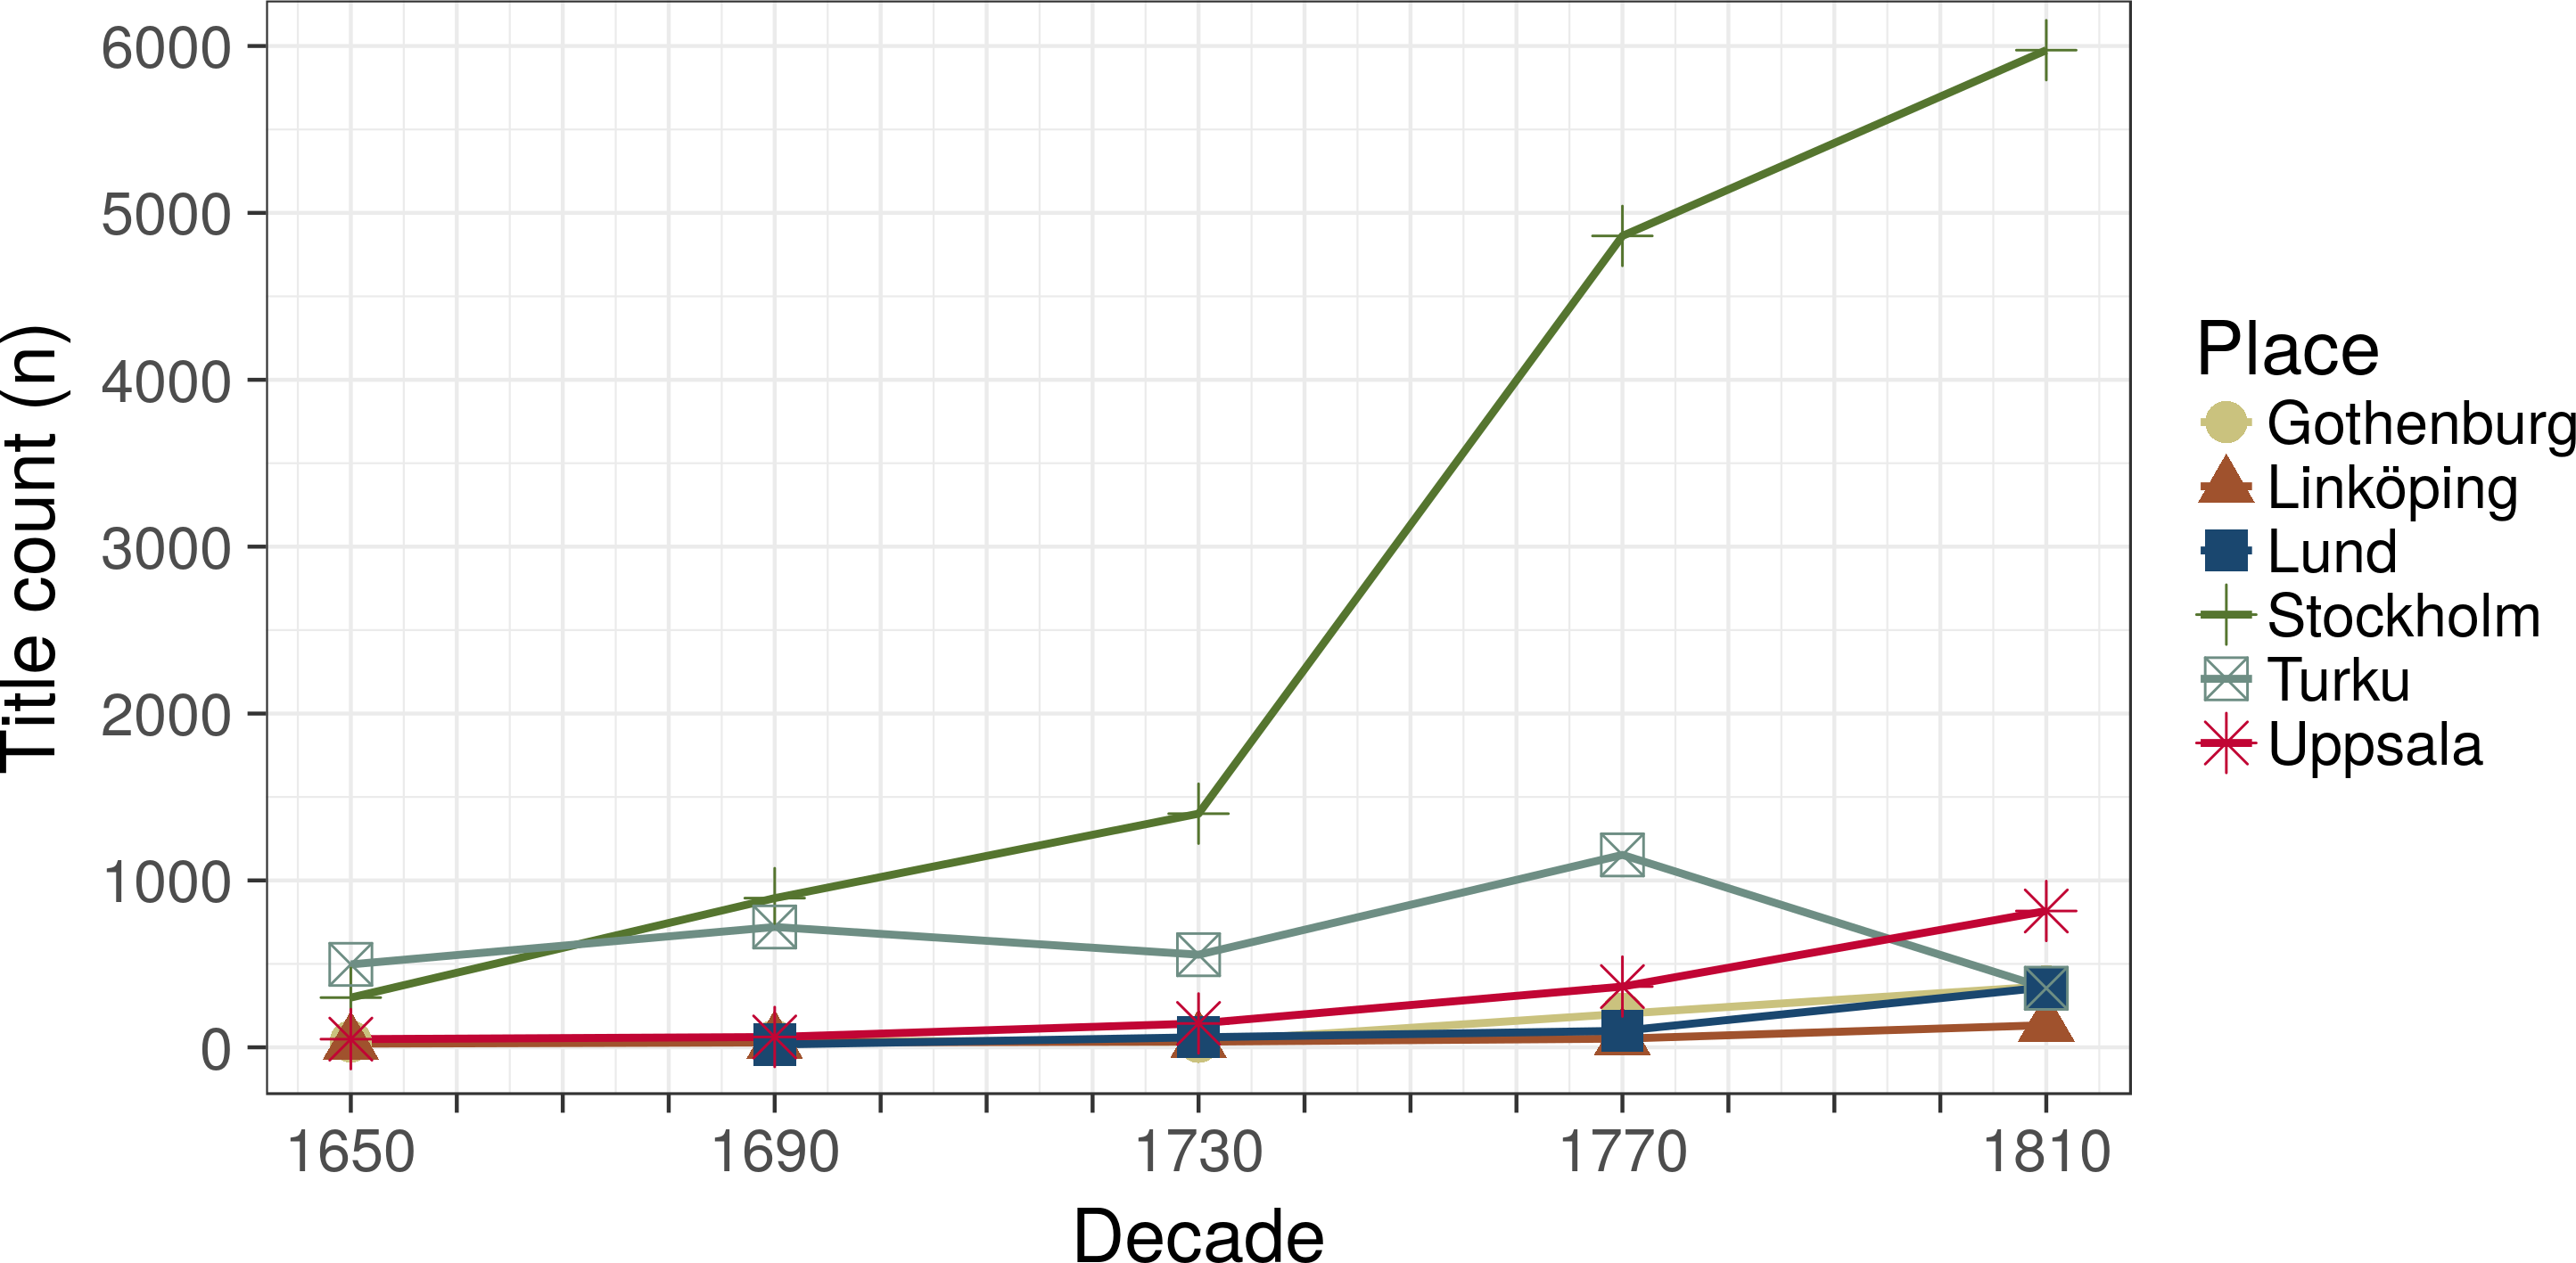 6000
5000
4000
3000
2000
1000
0
Title count (n)
1650 1690 1730 1770 1810
Decade
Place
Gothenburg
Linköping
Lund
Stockholm
Turku
Uppsala